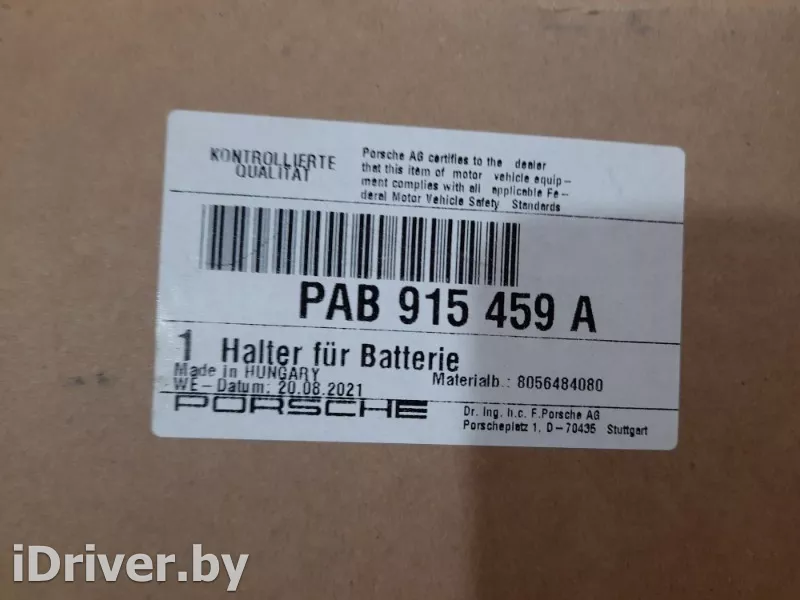 KONTROLLIERTE
QUALITÄT
Porsche AG certifies to the dealer
that this item of motor vehicle equip-
ment complies with all applicable Fe-
deral Motor Vehicle Safety Standards
PAB 915 459 A
1 Halter für Batterie
Made in HUNGARY
Materialb.: 8056484080
WE-Datum: 20.08.2021
PORSCHE
Dr. Ing. h.c. F.Porsche AG
Porscheplatz 1, D-70435 Stuttgart
iDriver.by